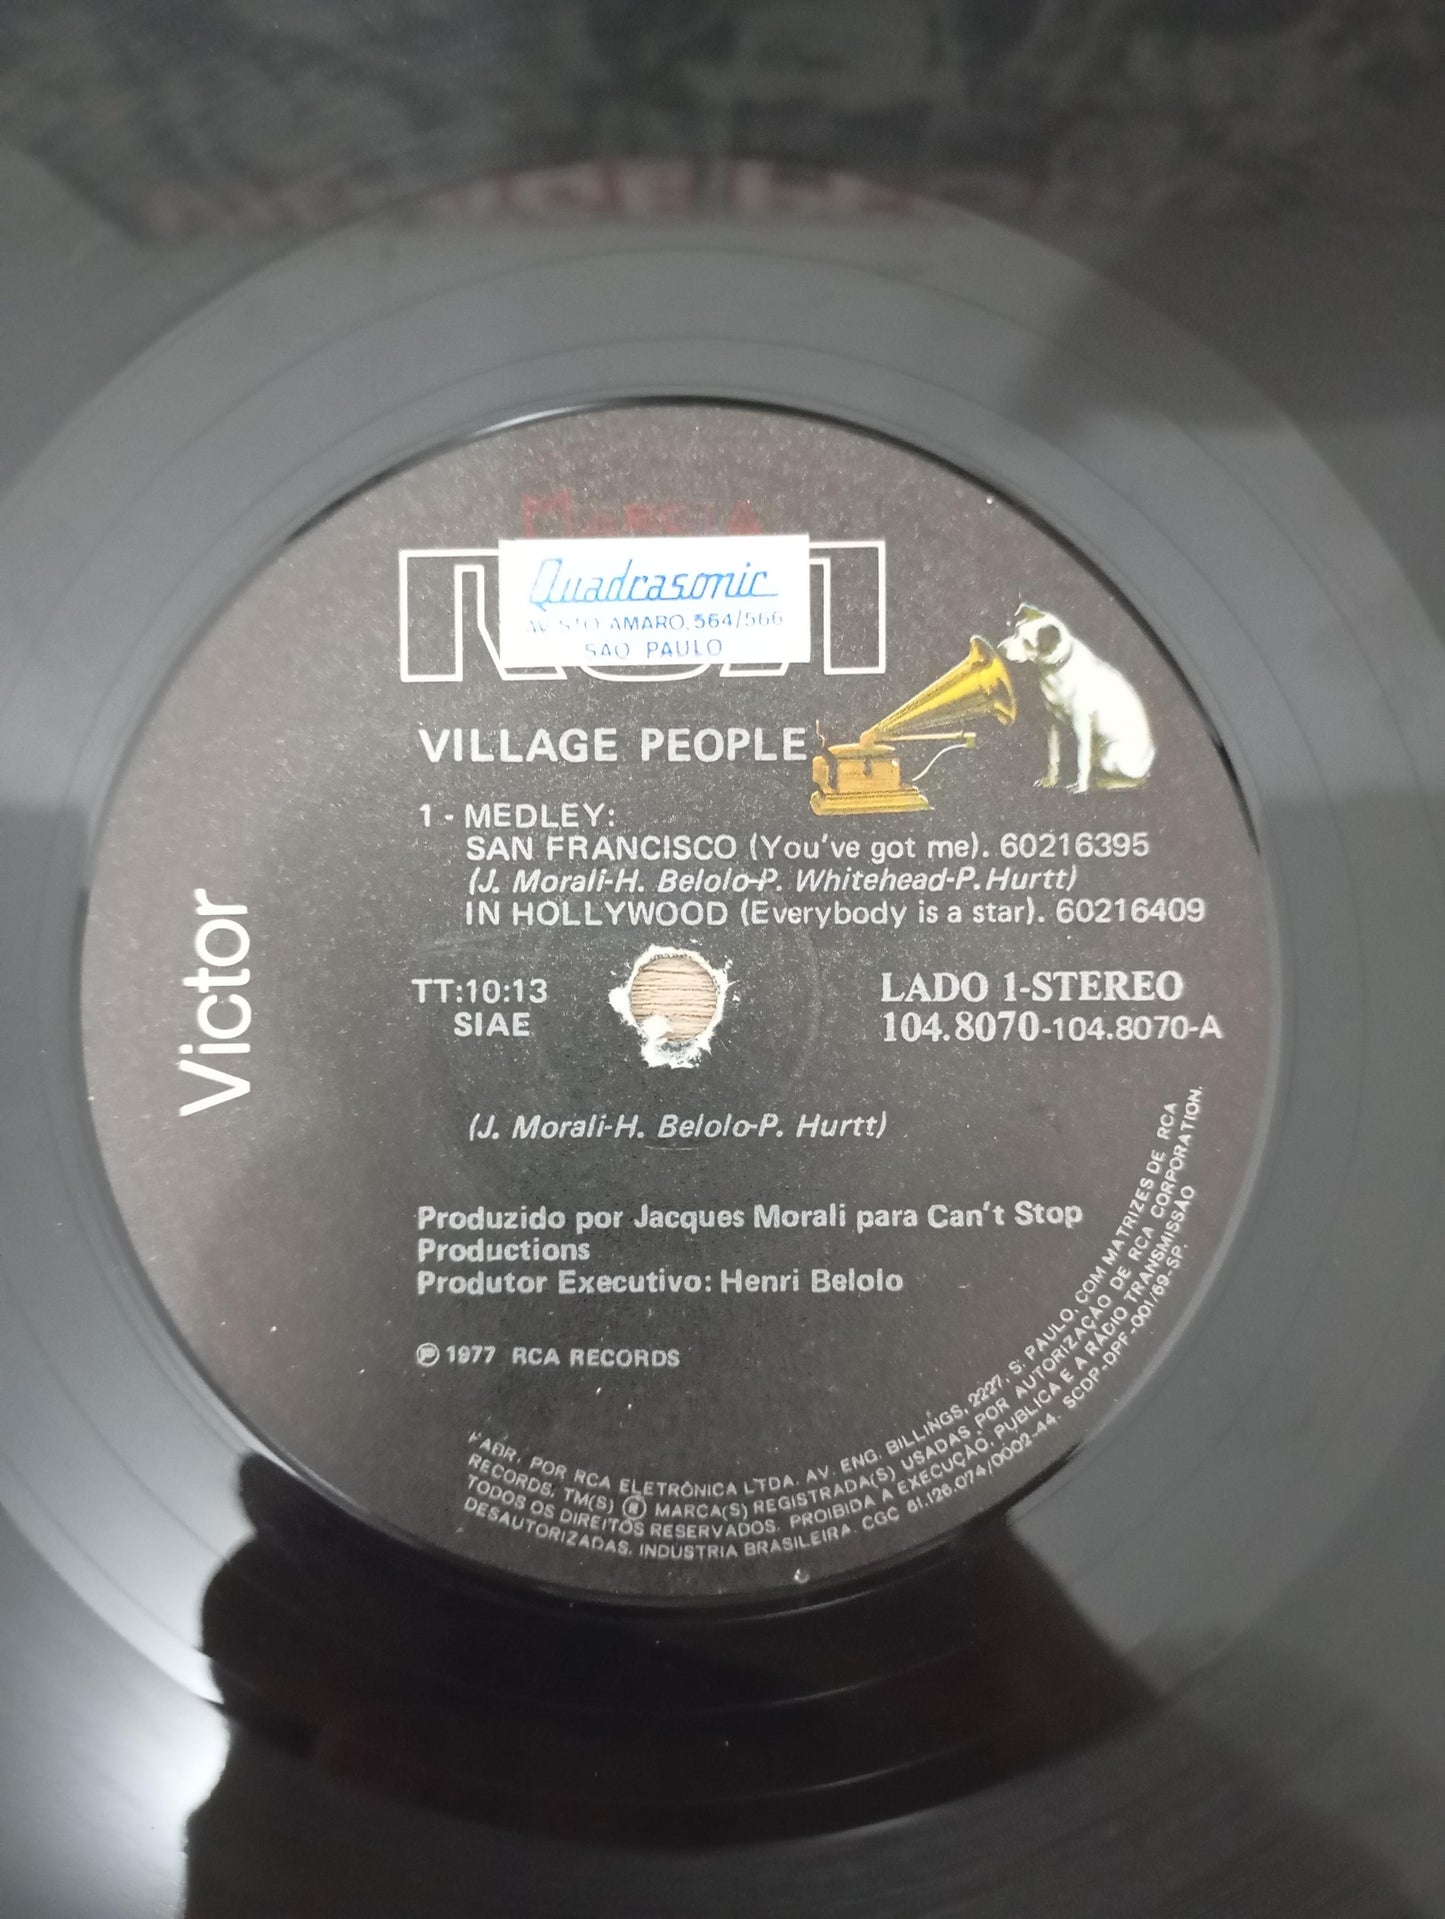 Quadrasonic
AV. STO. AMARO, 564/566
SÃO PAULO
VILLAGE PEOPLE
1 - MEDLEY:
SAN FRANCISCO (You've got me). 60216395
(J. Morali-H. Belolo-P. Whitehead-P. Hurtt)
IN HOLLYWOOD (Everybody is a star). 60216409
TT:10:13
SIAE
LADO 1-STEREO
104.8070-104.8070-A
(J. Morali-H. Belolo-P. Hurtt)
Produzido por Jacques Morali para Can't Stop
Productions
Produtor Executivo: Henri Belolo
℗ 1977 RCA RECORDS
Victor
FABR. POR RCA ELETRÔNICA LTDA. AV. ENG. BILLINGS, 2227, S. PAULO, COM MATRIZES DE RCA
RECORDS. TM(S) ® MARCA(S) REGISTRADA(S) USADAS POR AUTORIZAÇÃO DE RCA CORPORATION.
TODOS OS DIREITOS RESERVADOS. PROIBIDA A EXECUÇÃO, PUBLICA E A RÁDIO TRANSMISSÃO
DESAUTORIZADAS. INDÚSTRIA BRASILEIRA. CGC 61.126.074/0002-44. SCDP-DPF-001/69-SP.